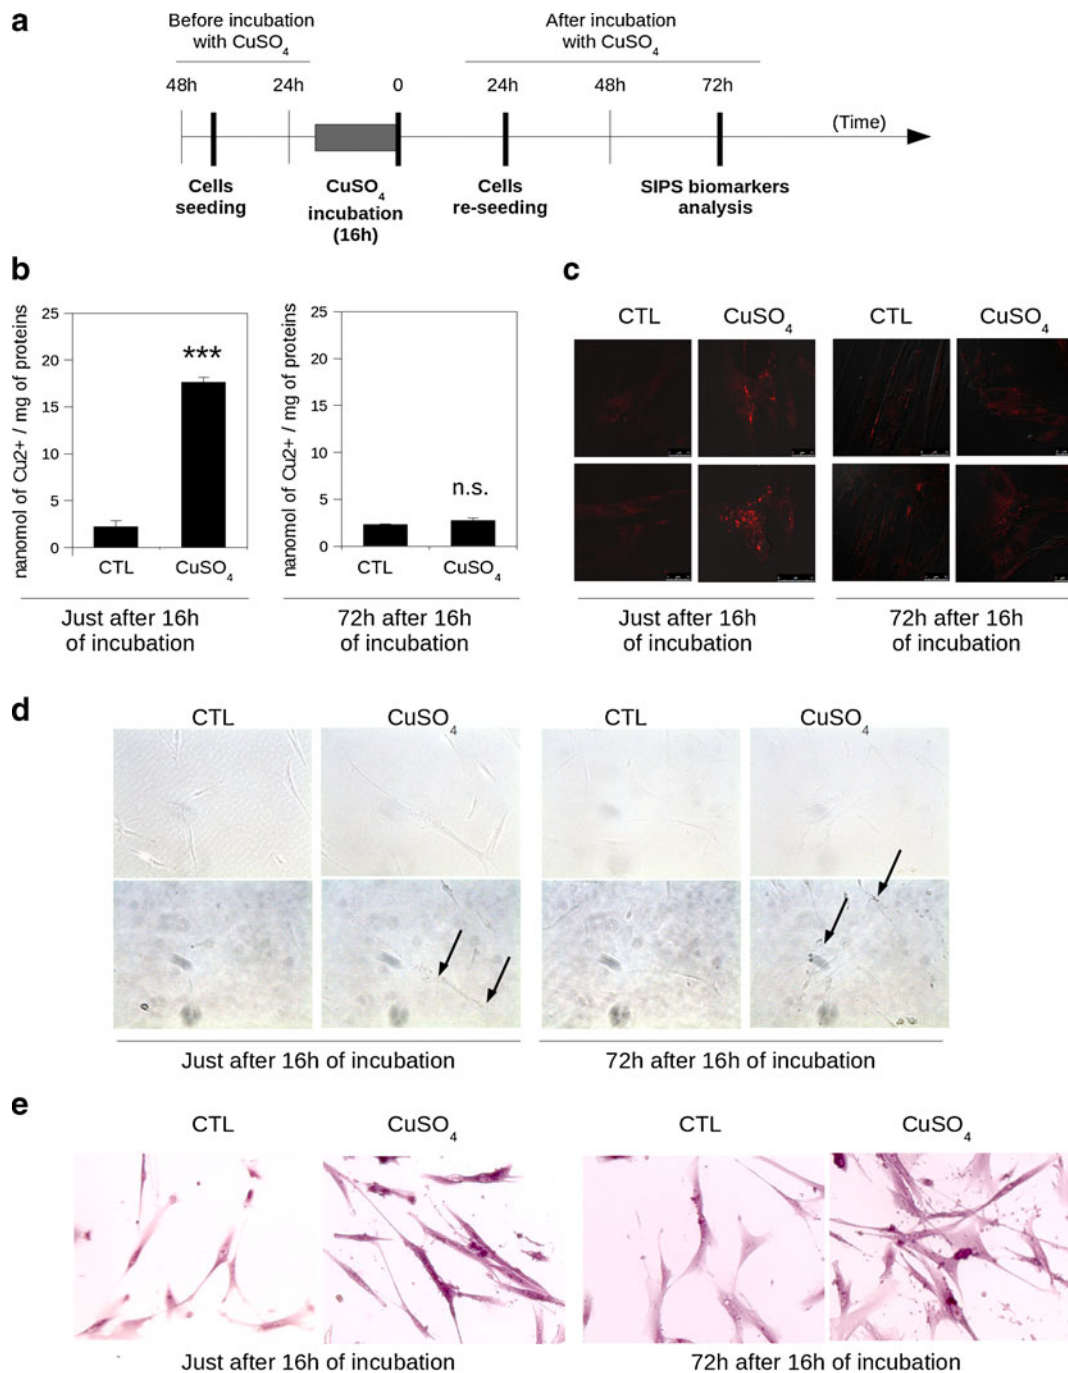 a
Before incubation
with CuSO4
After incubation
with CuSO4
48h 24h 0 24h 48h 72h
(Time)
Cells
seeding
CuSO4
incubation
(16h)
Cells
re-seeding
SIPS biomarkers
analysis
b
nanomol of Cu2+ / mg of proteins
25
20
15
10
5
0
***
CTL CuSO4
Just after 16h
of incubation
nanomol of Cu2+ / mg of proteins
25
20
15
10
5
0
n.s.
CTL CuSO4
72h after 16h
of incubation
c
CTL CuSO4 CTL CuSO4
Just after 16h
of incubation
72h after 16h
of incubation
d
CTL CuSO4 CTL CuSO4
Just after 16h of incubation 72h after 16h of incubation
e
CTL CuSO4 CTL CuSO4
Just after 16h of incubation 72h after 16h of incubation